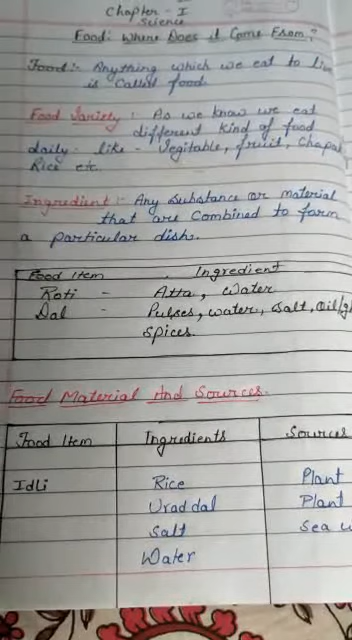 Chapter - I
Science
Food: Where Does it Come From?
Food:- Anything which we eat to live
is called food.
Food Variety: As we know we eat
different kind of food
daily - like - Vegitable, fruit, Chapati
Rice etc.
Ingredient:- Any substance or material
that are combined to form
a particular dish.
Food Item Ingredient
Roti - Atta, water
Dal - Pulses, water, salt, Oil/
spices.
Food Material And Sources.
Food Item Ingredients Sources
Idli Rice Plant
Urad dal Plant
Salt Sea
Water